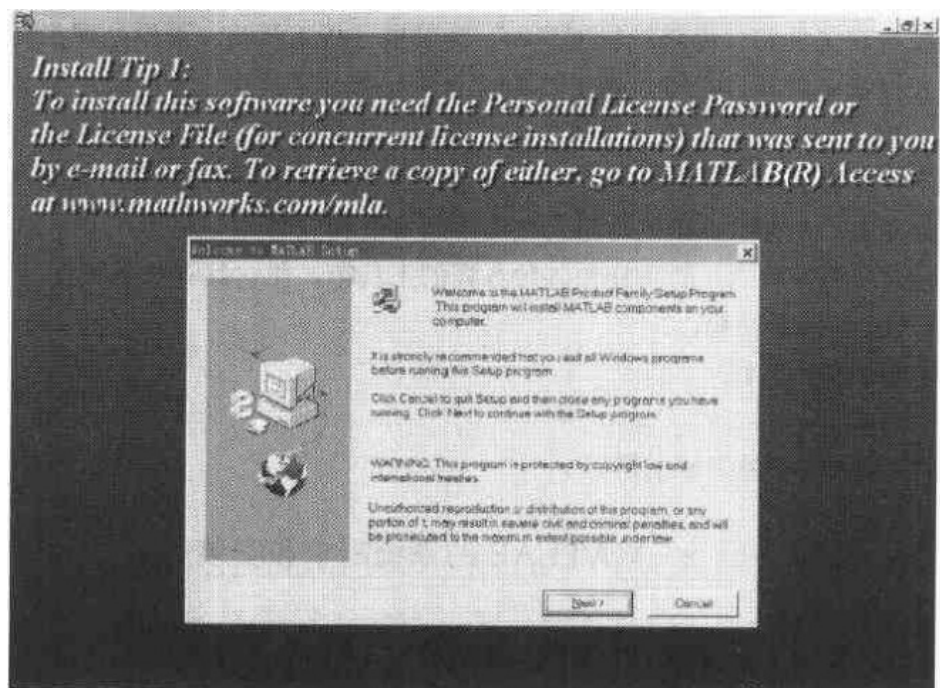 Install Tip 1:
To install this software you need the Personal License Password or
the License File (for concurrent license installations) that was sent to you
by e-mail or fax. To retrieve a copy of either, go to MATLAB(R) Access
at www.mathworks.com/mla.
Welcome to MATLAB Setup
Welcome to the MATLAB Product Family Setup Program.
This program will install MATLAB components on your
computer.
It is strongly recommended that you exit all Windows programs
before running this Setup program.
Click Cancel to quit Setup and then close any programs you have
running. Click Next to continue with the Setup program.
WARNING: This program is protected by copyright law and
international treaties.
Unauthorized reproduction or distribution of this program, or any
portion of it, may result in severe civil and criminal penalties, and will
be prosecuted to the maximum extent possible under law.
Next >
Cancel